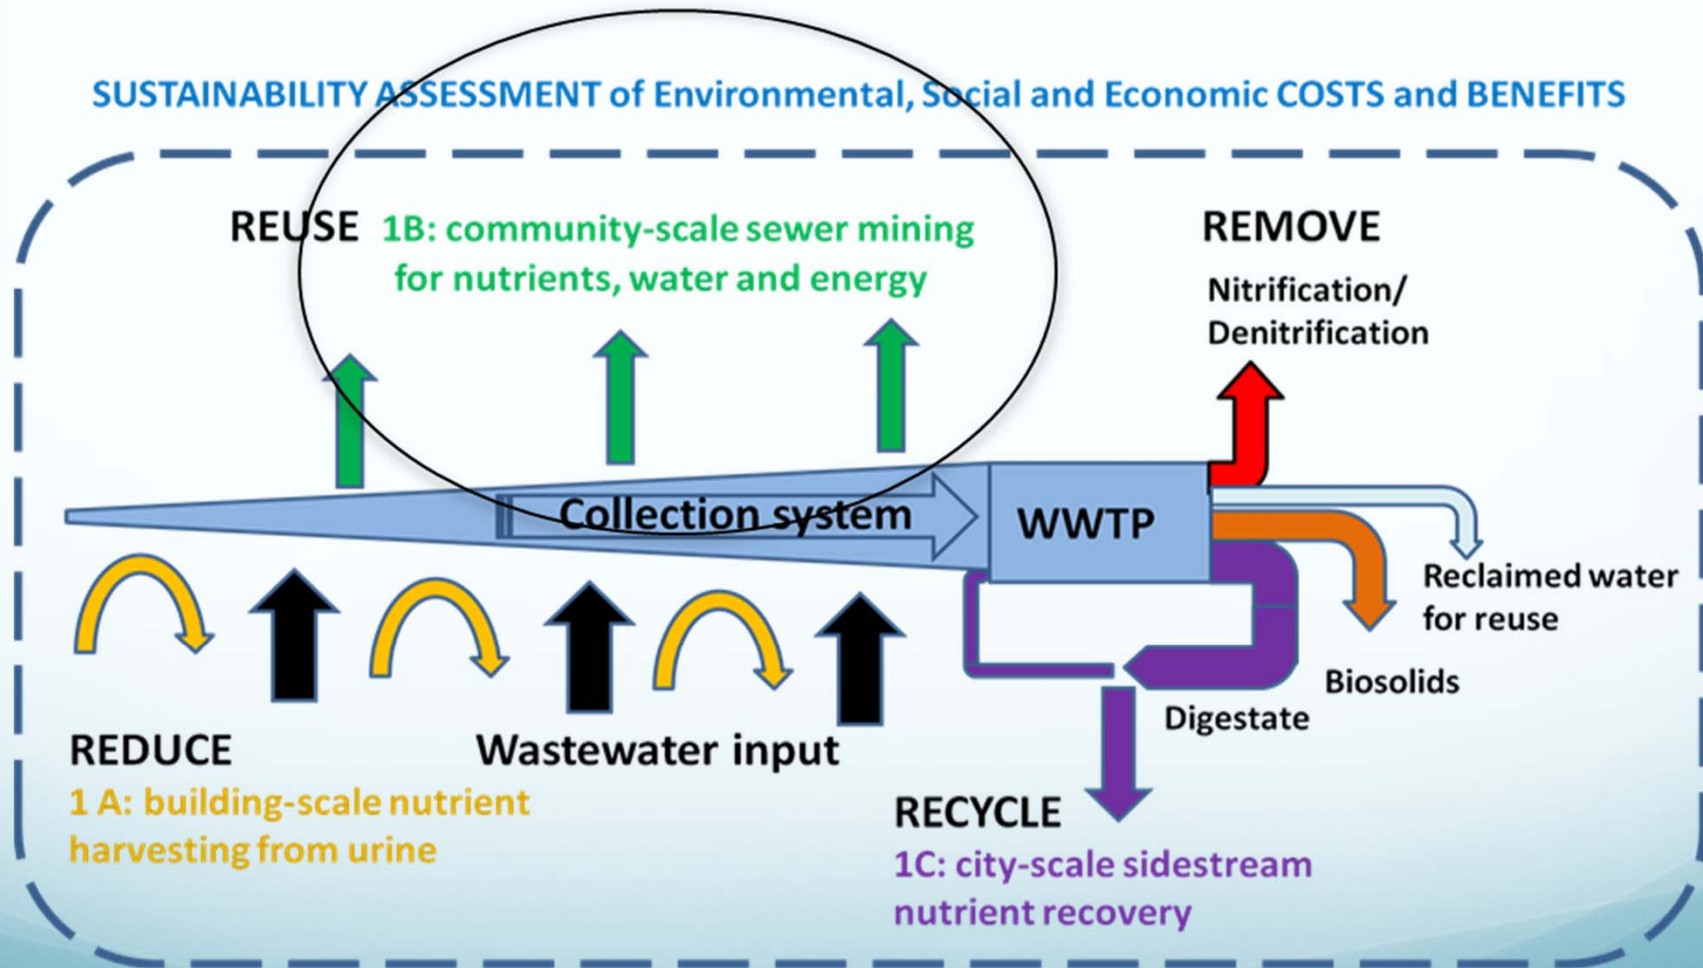 SUSTAINABILITY ASSESSMENT of Environmental, Social and Economic COSTS and BENEFITS
REUSE 1B: community-scale sewer mining
for nutrients, water and energy
REMOVE
Nitrification/
Denitrification
Collection system
WWTP
Reclaimed water
for reuse
Biosolids
Digestate
REDUCE
1 A: building-scale nutrient
harvesting from urine
Wastewater input
RECYCLE
1C: city-scale sidestream
nutrient recovery